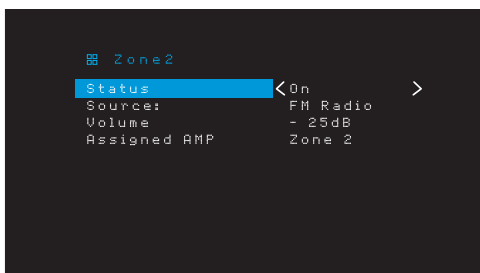 Zone2
Status < On >
Source: FM Radio
Volume - 25dB
Assigned AMP Zone 2